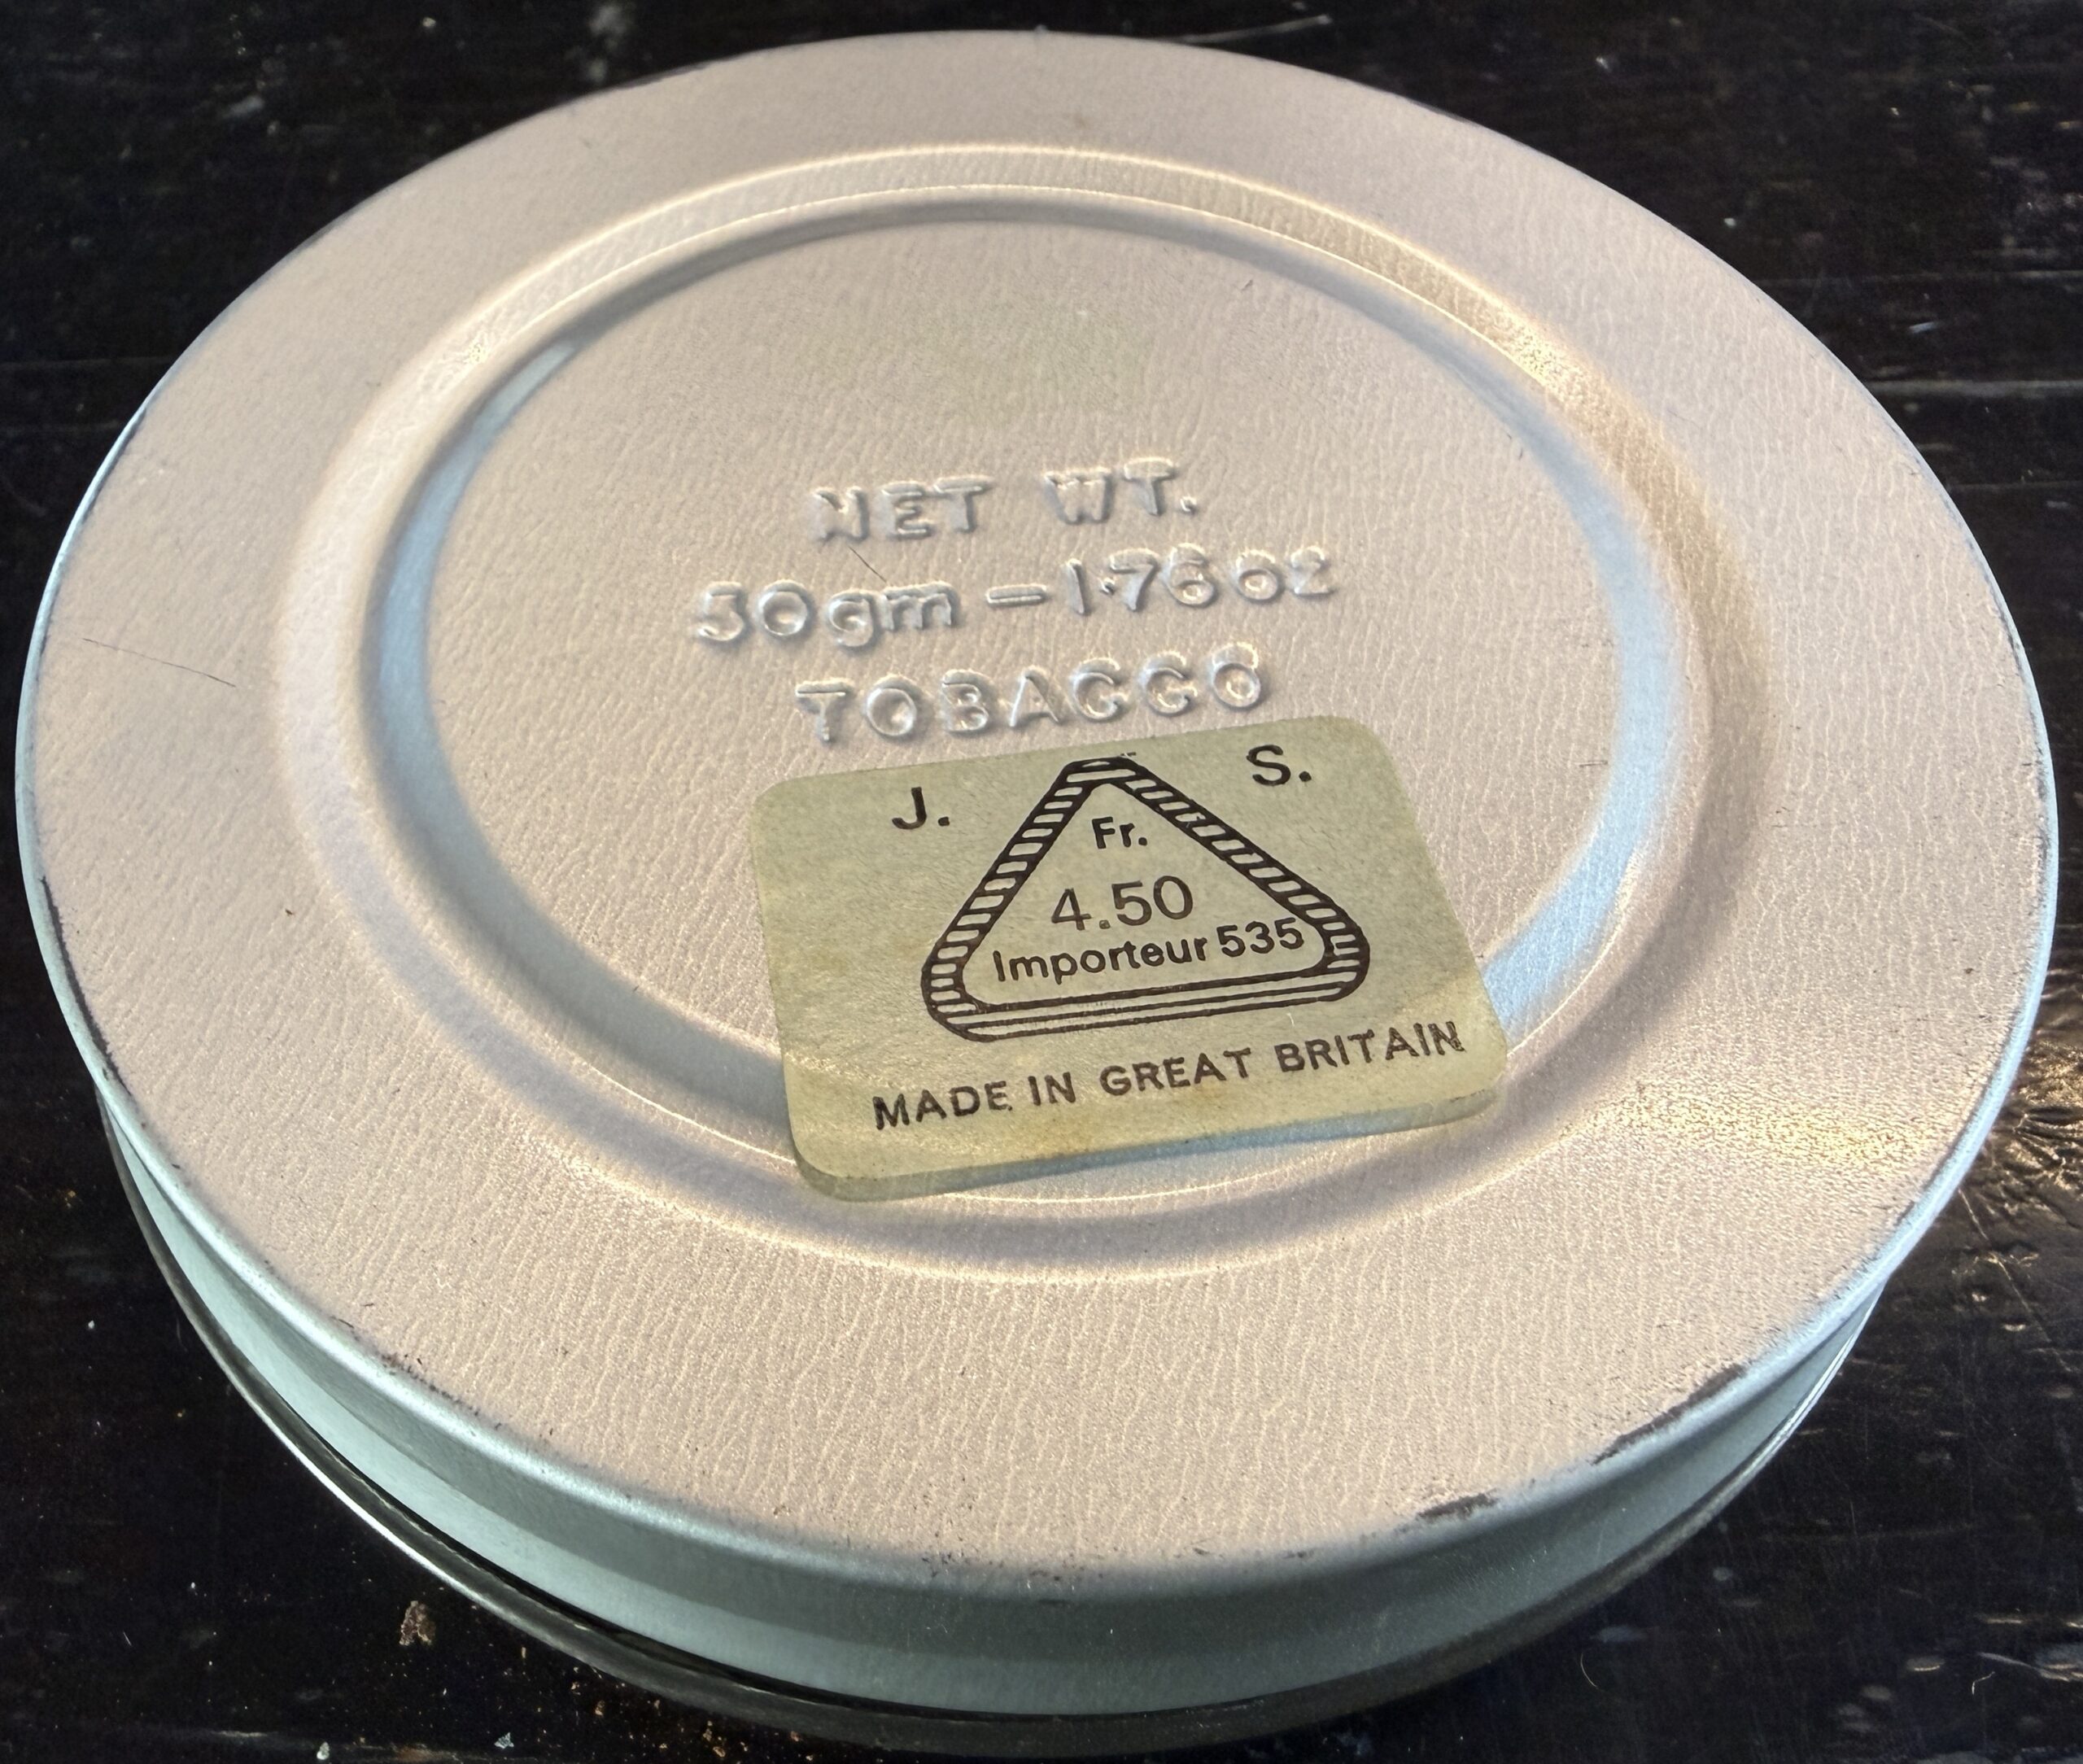 NET WT.
50gm - 1.76oz
TOBACCO
J. S.
Fr.
4.50
Importeur 535
MADE IN GREAT BRITAIN